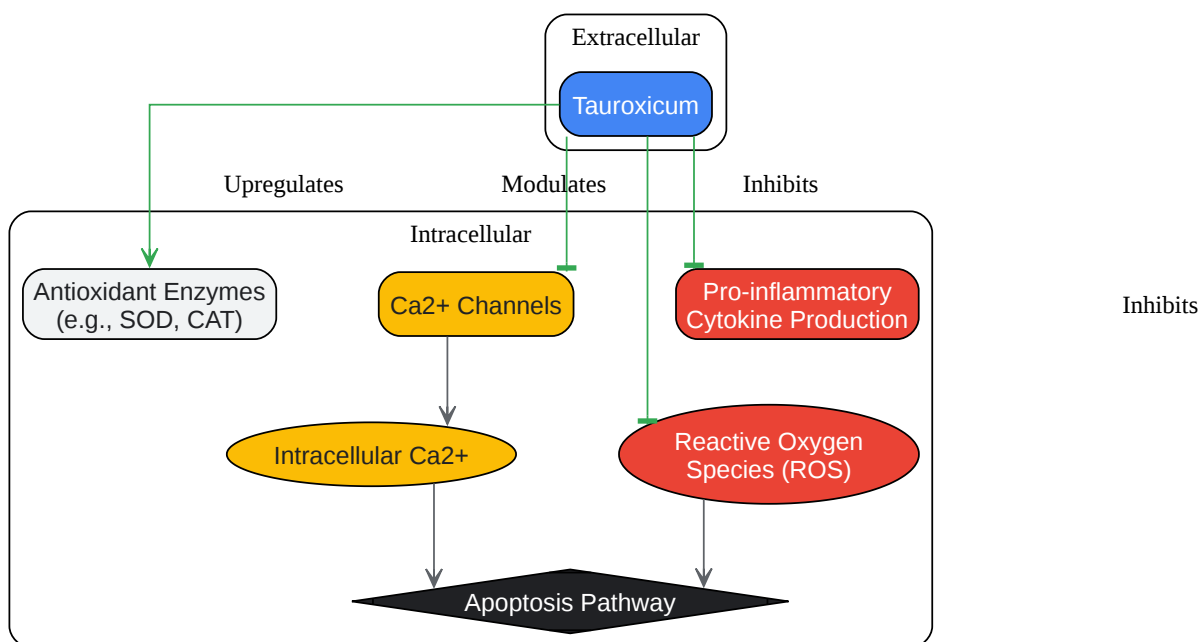 Extracellular
Tauroxicum
Upregulates
Modulates
Inhibits
Intracellular
Antioxidant Enzymes
(e.g., SOD, CAT)
Ca2+ Channels
Pro-inflammatory
Cytokine Production
Inhibits
Intracellular Ca2+
Reactive Oxygen
Species (ROS)
Apoptosis Pathway